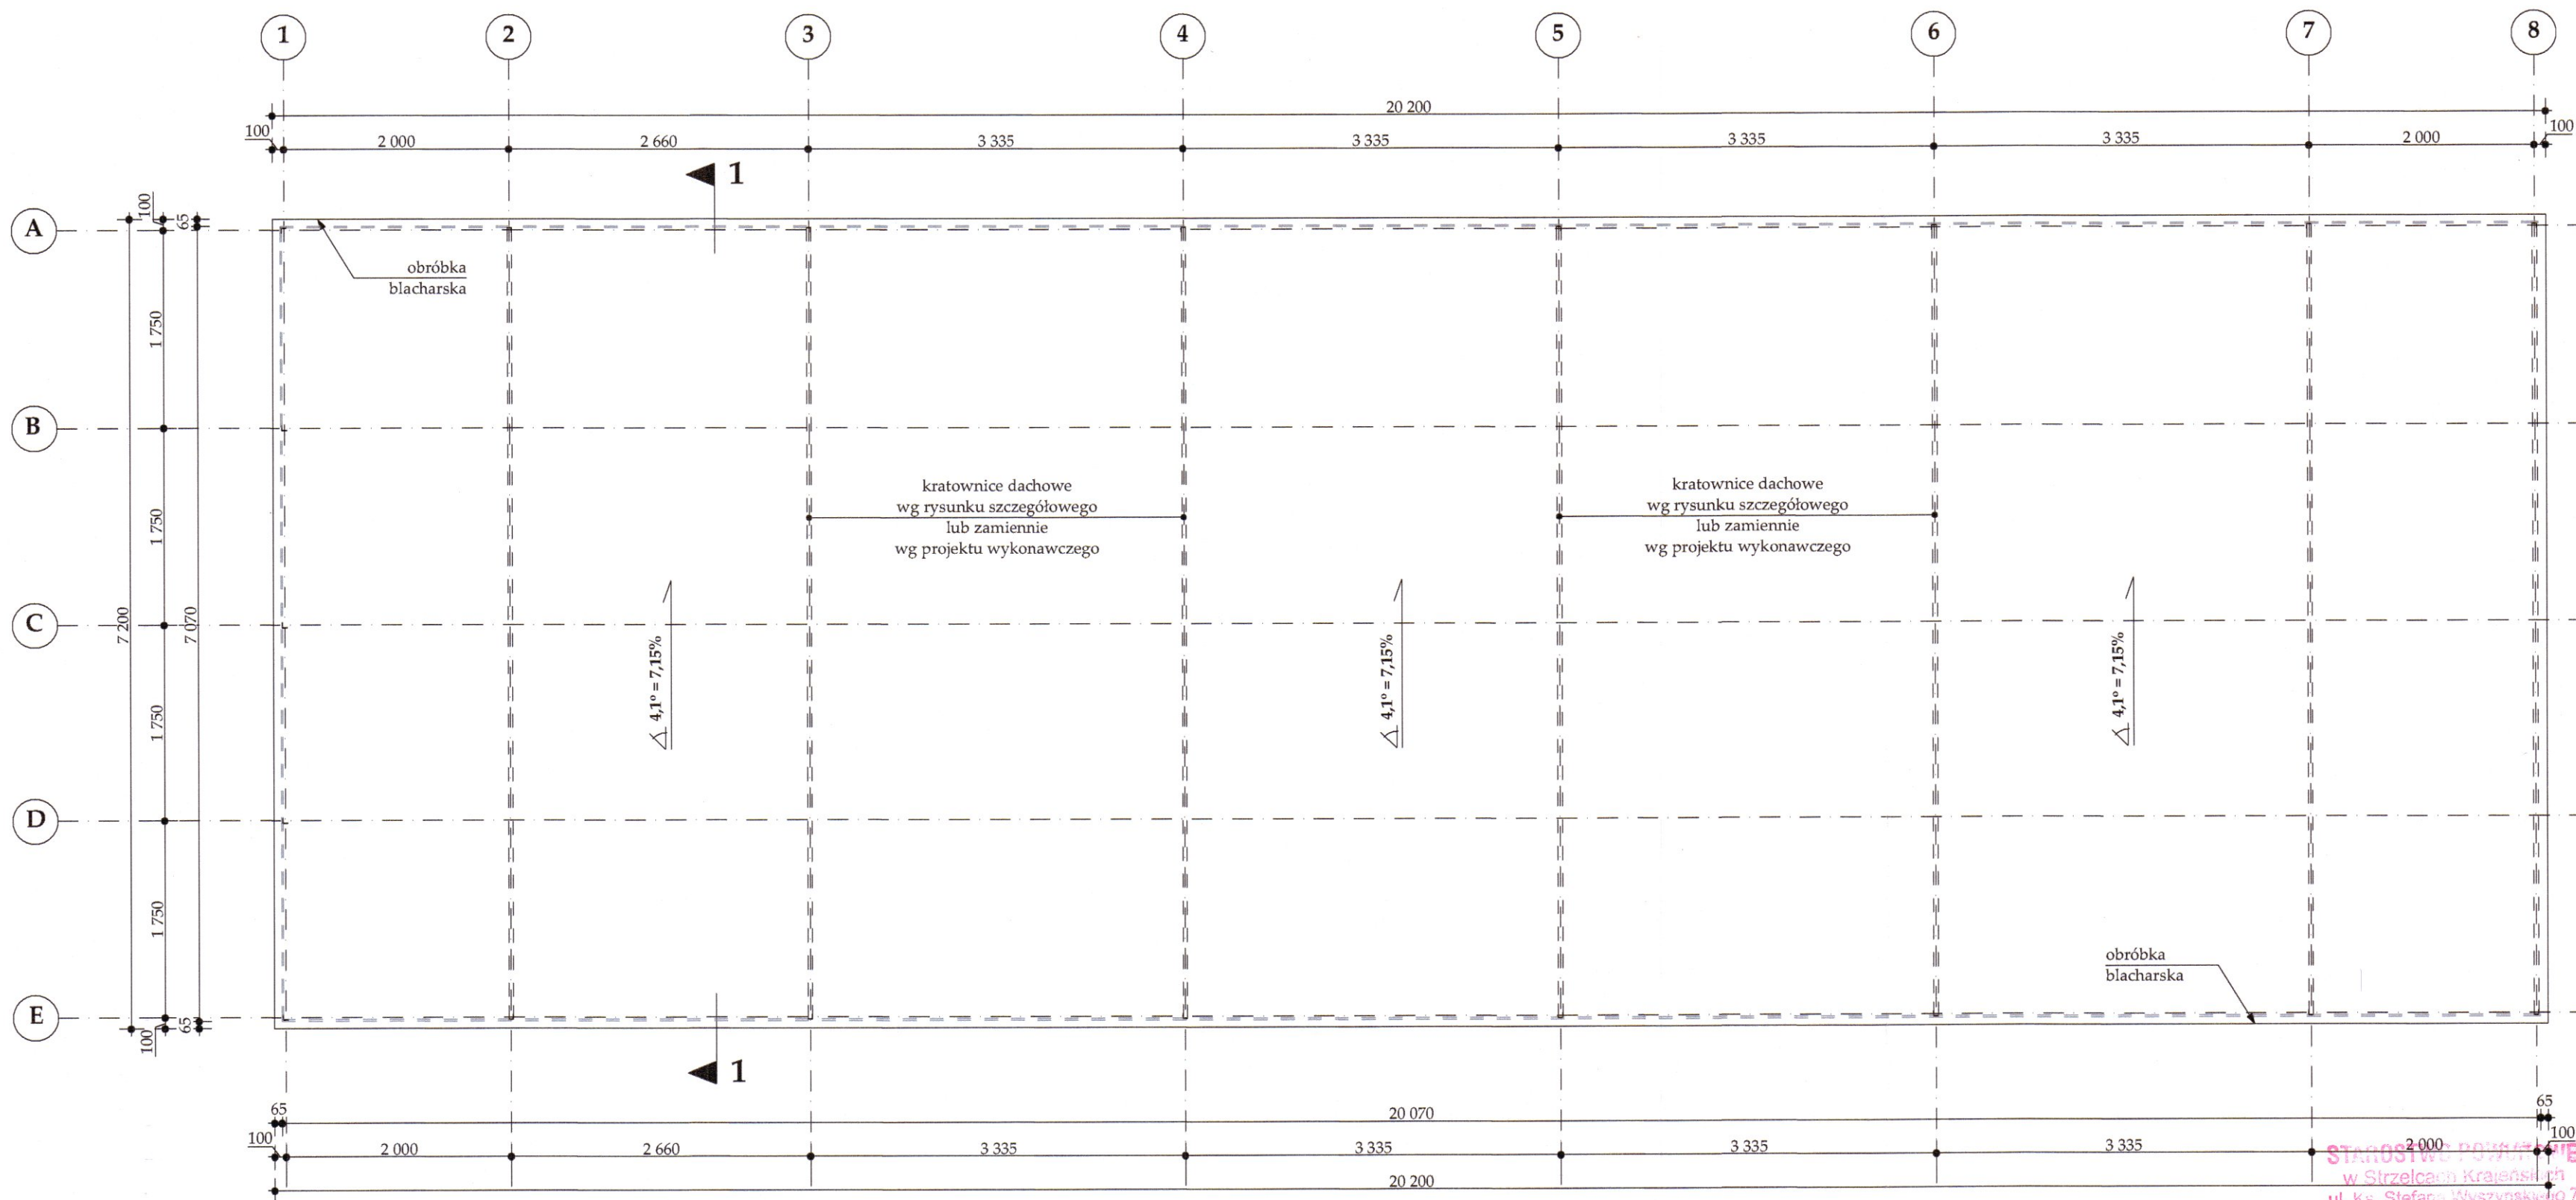 1 2 3 4 5 6 7 8
20 200
100 2 000 2 660 3 335 3 335 3 335 3 335 2 000 100
1
100
65
A
obróbka
blacharska
1 750
B
kratownice dachowe
wg rysunku szczegółowego
lub zamiennie
wg projektu wykonawczego
kratownice dachowe
wg rysunku szczegółowego
lub zamiennie
wg projektu wykonawczego
1 750
C
7 200
7 070
4,1° = 7,15%
4,1° = 7,15%
4,1° = 7,15%
1 750
D
1 750
obróbka
blacharska
E
65
100
1
65 20 070 65
100 2 000 2 660 3 335 3 335 3 335 3 335 2 000 100
20 200
STAROSTWO
w Strzelcach Krajeńskich
ul. Ks. Stefana Wyszyńskiego